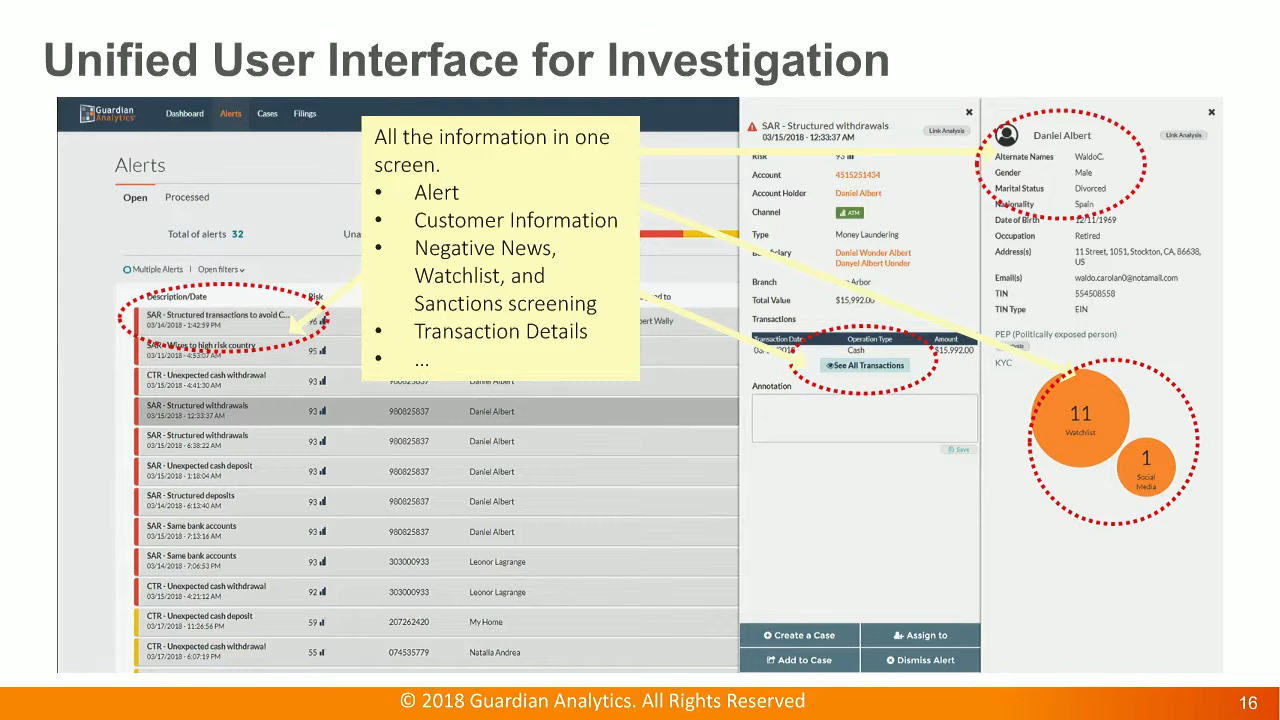 Unified User Interface for Investigation
Guardian Analytics
Dashboard Alerts Cases Filings
Alerts
Open Processed
Total of alerts 32
Multiple Alerts | Open filters
Description/Date Risk
SAR - Structured transactions to avoid C...
03/14/2018 - 1:42:59 PM
96
SAR - Wires to high risk country
03/11/2018 - 4:53:07 AM
95
CTR - Unexpected cash withdrawal
03/15/2018 - 4:41:30 AM
93 980825837 Daniel Albert
SAR - Structured withdrawals
03/15/2018 - 12:33:37 AM
93 980825837 Daniel Albert
SAR - Structured withdrawals
03/15/2018 - 6:38:22 AM
93 980825837 Daniel Albert
SAR - Unexpected cash deposit
03/15/2018 - 1:18:04 AM
93 980825837 Daniel Albert
SAR - Structured deposits
03/14/2018 - 6:13:40 AM
93 980825837 Daniel Albert
SAR - Same bank accounts
03/15/2018 - 7:13:16 AM
93 980825837 Daniel Albert
SAR - Same bank accounts
03/14/2018 - 7:06:53 PM
93 303000933 Leonor Lagrange
CTR - Unexpected cash withdrawal
03/15/2018 - 4:21:12 AM
92 303000933 Leonor Lagrange
CTR - Unexpected cash deposit
03/17/2018 - 11:26:56 PM
59 207262420 My Home
CTR - Unexpected cash withdrawal
03/17/2018 - 6:07:19 PM
55 074535779 Natalia Andrea
All the information in one
screen.
• Alert
• Customer Information
• Negative News,
Watchlist, and
Sanctions screening
• Transaction Details
• ...
SAR - Structured withdrawals
03/15/2018 - 12:33:37 AM
Link Analysis
Risk 93
Account 4515251434
Account Holder Daniel Albert
Channel ATM
Type Money Laundering
Beneficiary Daniel Wonder Albert
Danyel Albert Uonder
Branch Arbor
Total Value $15,992.00
Transactions
Transaction Date Operation Type Amount
Cash $15,992.00
See All Transactions
Annotation
Save
Create a Case Assign to
Add to Case Dismiss Alert
Daniel Albert
Link Analysis
Alternate Names WaldoC.
Gender Male
Marital Status Divorced
Nationality Spain
Date of Birth 12/11/1969
Occupation Retired
Address(s) 11 Street, 1051, Stockton, CA, 86638,
US
Email(s) waldo.carolan0@notamail.com
TIN 554508558
TIN Type EIN
PEP (Politically exposed person)
KYC
11
Watchlist
1
Social
Media
© 2018 Guardian Analytics. All Rights Reserved
16